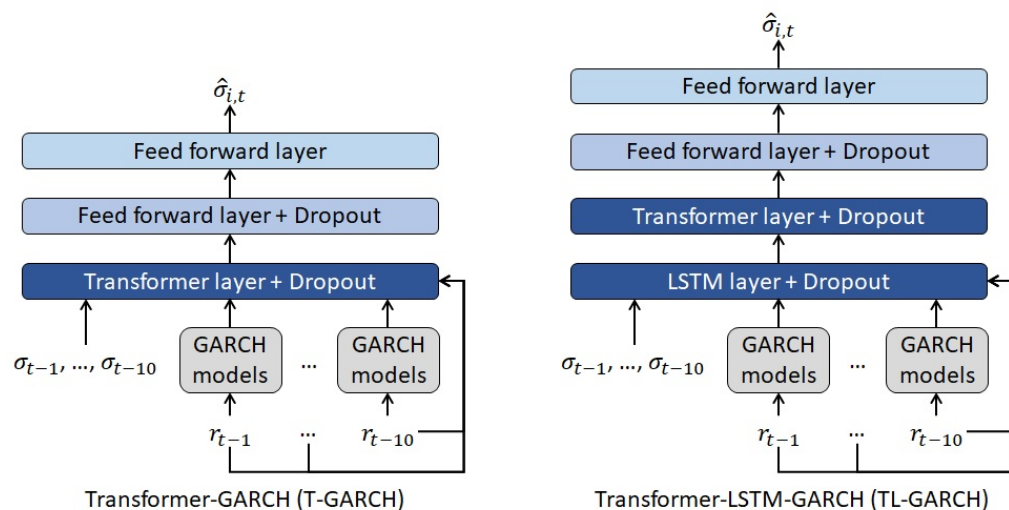 σ̂i,t
Feed forward layer
Feed forward layer + Dropout
Transformer layer + Dropout
σt−1, …, σt−10
GARCH models
...
GARCH models
rt−1
...
rt−10
Transformer-GARCH (T-GARCH)
σ̂i,t
Feed forward layer
Feed forward layer + Dropout
Transformer layer + Dropout
LSTM layer + Dropout
σt−1, …, σt−10
GARCH models
...
GARCH models
rt−1
...
rt−10
Transformer-LSTM-GARCH (TL-GARCH)